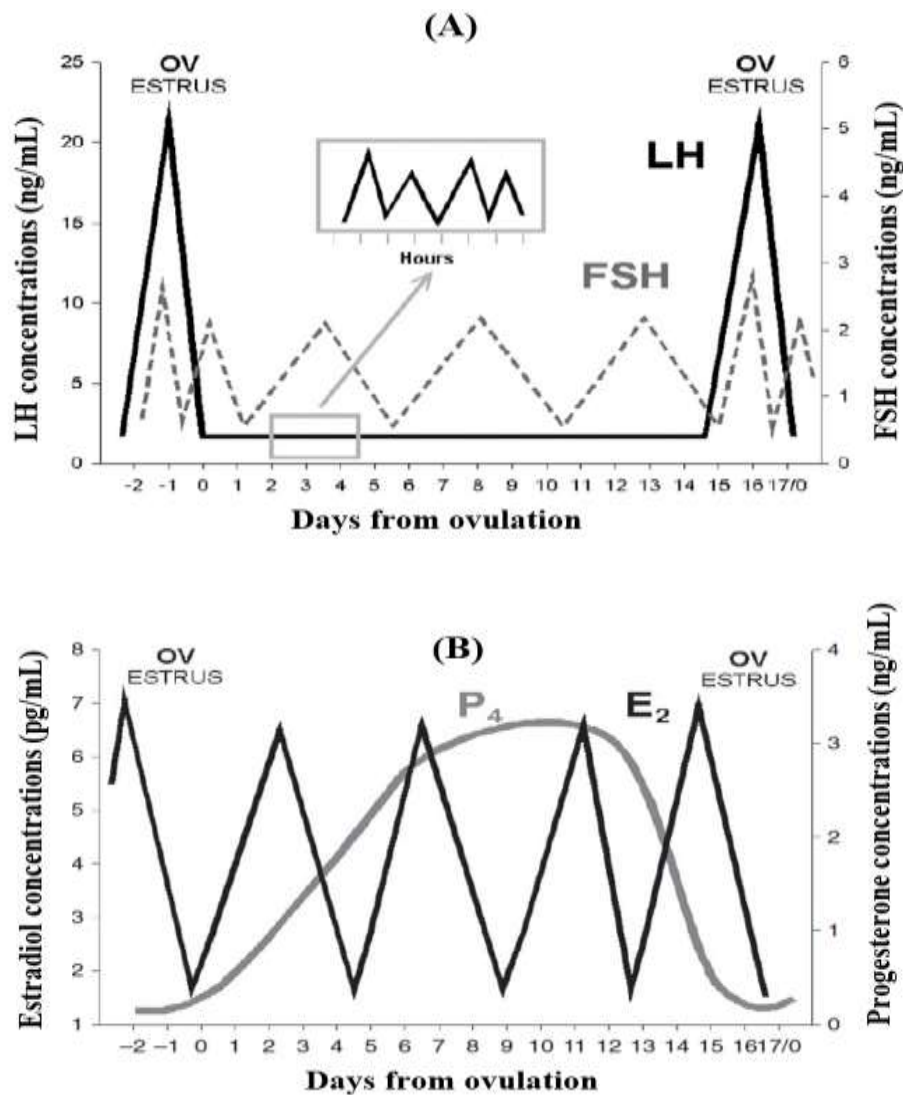 (A)
OV
ESTRUS
OV
ESTRUS
LH
FSH
Hours
LH concentrations (ng/mL)
25
20
15
10
5
0
FSH concentrations (ng/mL)
6
5
4
3
2
1
0
-2 -1 0 1 2 3 4 5 6 7 8 9 10 11 12 13 14 15 16 17/0
Days from ovulation
(B)
OV
ESTRUS
OV
ESTRUS
P4
E2
Estradiol concentrations (pg/mL)
8
7
6
5
4
3
2
1
Progesterone concentrations (ng/mL)
4
3
2
1
0
–2 –1 0 1 2 3 4 5 6 7 8 9 10 11 12 13 14 15 16 17/0
Days from ovulation